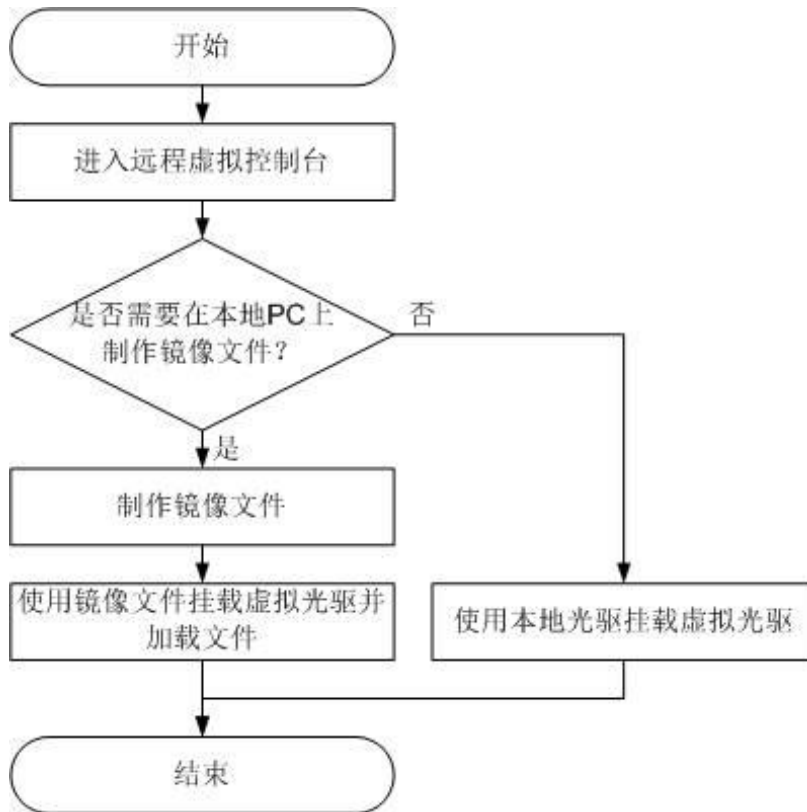 开始
进入远程虚拟控制台
是否需要在本地PC上
制作镜像文件？
否
是
制作镜像文件
使用镜像文件挂载虚拟光驱并
加载文件
使用本地光驱挂载虚拟光驱
结束